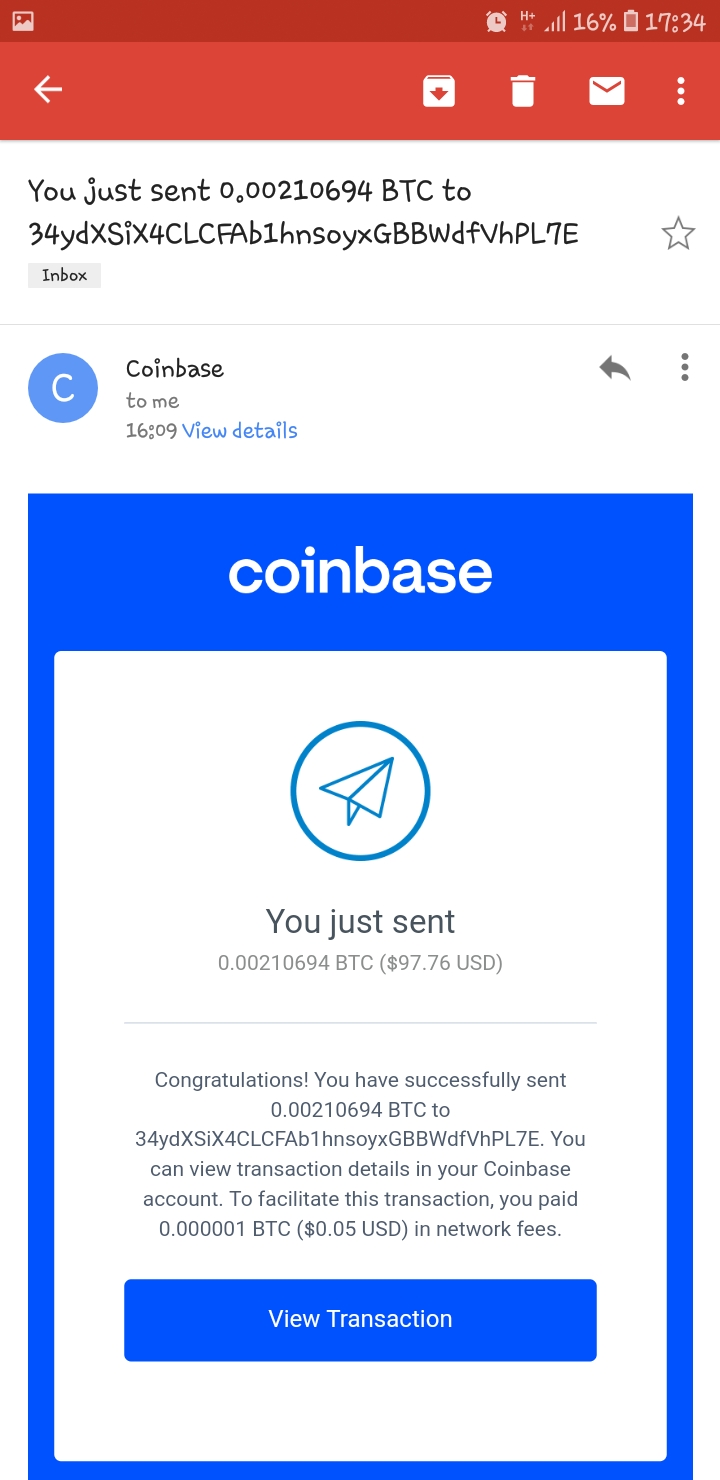 H+ 16% 17:34
You just sent 0.00210694 BTC to
34ydXSiX4CLCFAb1hnsoyxGBBWdfVhPL7E
Inbox
C
Coinbase
to me
16:09 View details
coinbase
You just sent
0.00210694 BTC ($97.76 USD)
Congratulations! You have successfully sent
0.00210694 BTC to
34ydXSiX4CLCFAb1hnsoyxGBBWdfVhPL7E. You
can view transaction details in your Coinbase
account. To facilitate this transaction, you paid
0.000001 BTC ($0.05 USD) in network fees.
View Transaction